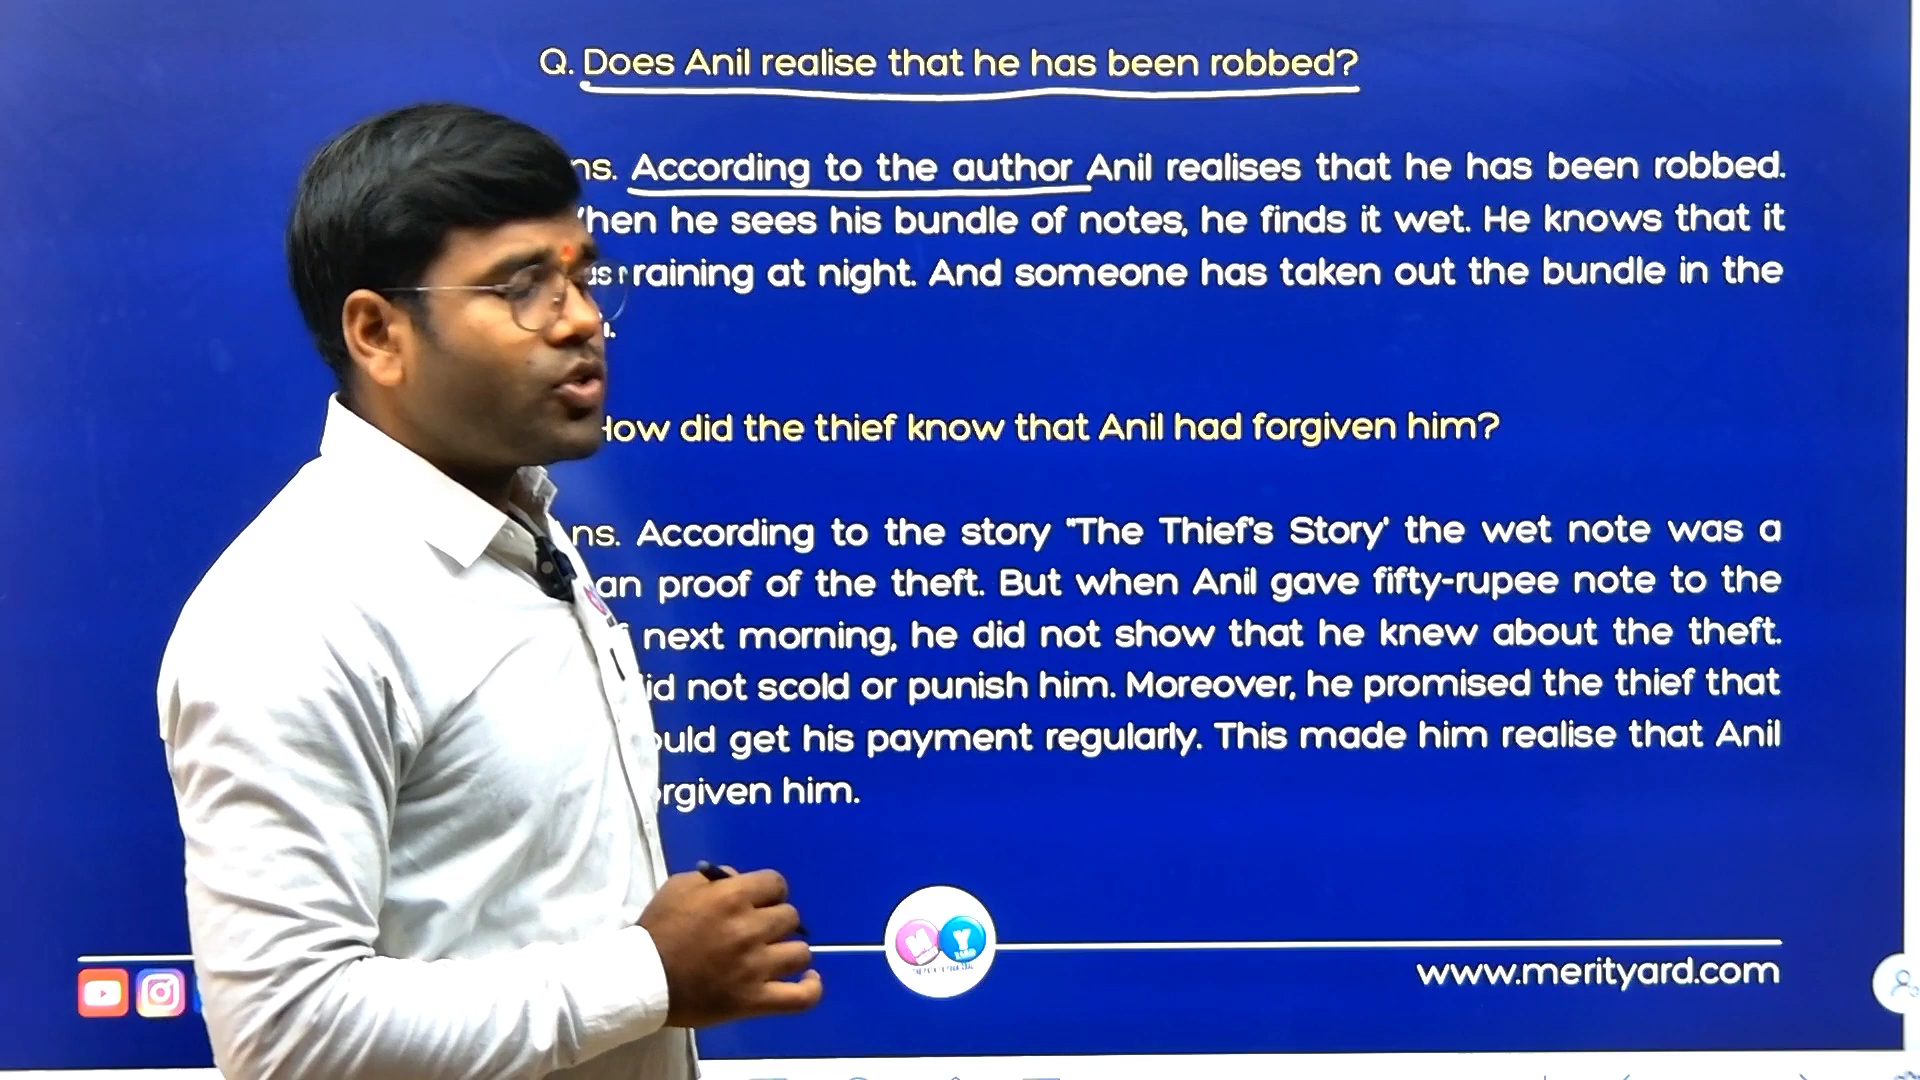 Q. Does Anil realise that he has been robbed?
ns. According to the author Anil realises that he has been robbed.
hen he sees his bundle of notes, he finds it wet. He knows that it
as raining at night. And someone has taken out the bundle in the
How did the thief know that Anil had forgiven him?
ns. According to the story "The Thief's Story' the wet note was a
an proof of the theft. But when Anil gave fifty-rupee note to the
next morning, he did not show that he knew about the theft.
id not scold or punish him. Moreover, he promised the thief that
ould get his payment regularly. This made him realise that Anil
rgiven him.
M Y
www.merityard.com